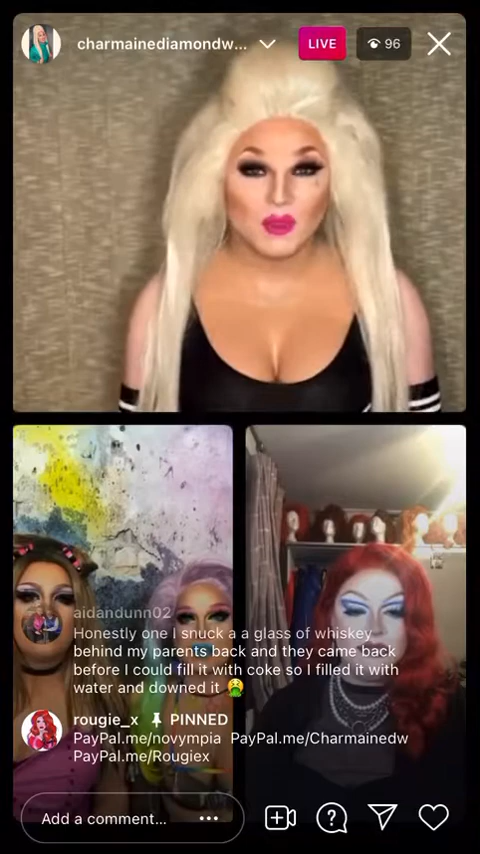 charmainediamondw...
LIVE
96
aidandunn02
Honestly one I snuck a a glass of whiskey
behind my parents back and they came back
before I could fill it with coke so I filled it with
water and downed it
rougie_x PINNED
PayPal.me/novympia PayPal.me/Charmainedw
PayPal.me/Rougiex
Add a comment...